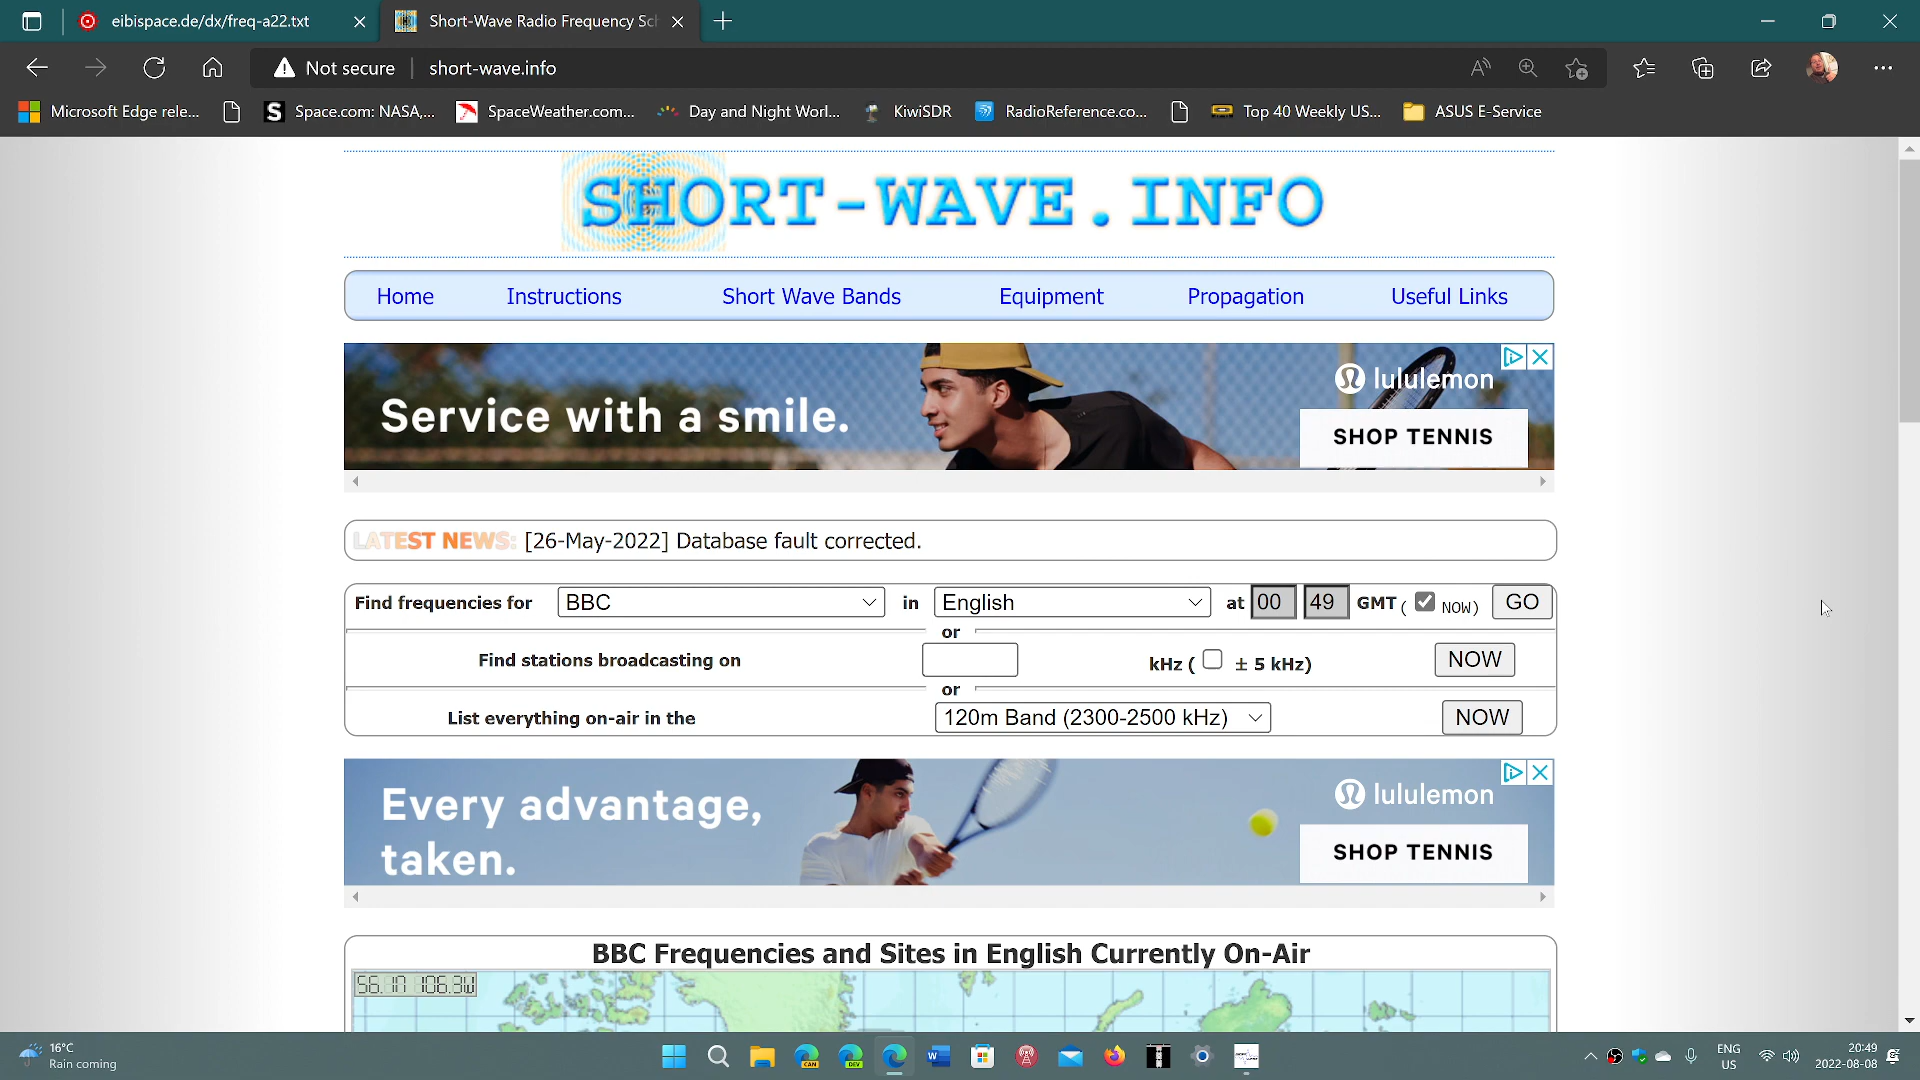 eibispace.de/dx/freq-a22.txt
Short-Wave Radio Frequency Sc
Not secure
short-wave.info
Microsoft Edge rele...
Space.com: NASA,...
SpaceWeather.com...
Day and Night Worl...
KiwiSDR
RadioReference.co...
Top 40 Weekly US...
ASUS E-Service
SHORT-WAVE.INFO
Home
Instructions
Short Wave Bands
Equipment
Propagation
Useful Links
Service with a smile.
lululemon
SHOP TENNIS
LATEST NEWS: [26-May-2022] Database fault corrected.
Find frequencies for BBC in English at 00 49 GMT ( NOW) GO
or
Find stations broadcasting on kHz ( ± 5 kHz) NOW
or
List everything on-air in the 120m Band (2300-2500 kHz) NOW
Every advantage,
taken.
lululemon
SHOP TENNIS
BBC Frequencies and Sites in English Currently On-Air
56.1N 106.3W
16°C
Rain coming
CAN
DEV
ENG
US
20:49
2022-08-08